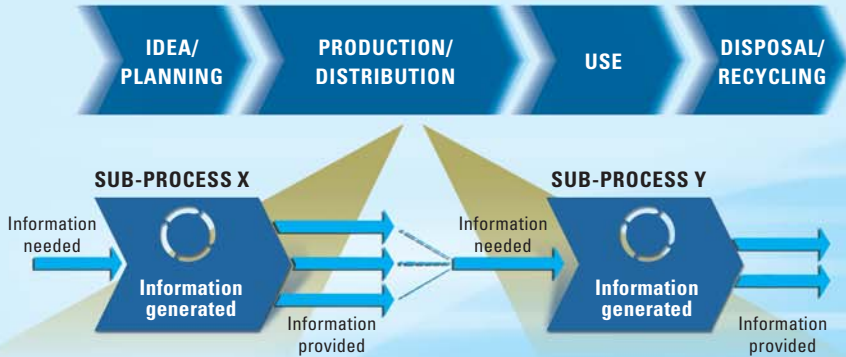 IDEA/
PLANNING
PRODUCTION/
DISTRIBUTION
USE
DISPOSAL/
RECYCLING
SUB-PROCESS X
SUB-PROCESS Y
Information
needed
Information
generated
Information
provided
Information
needed
Information
generated
Information
provided